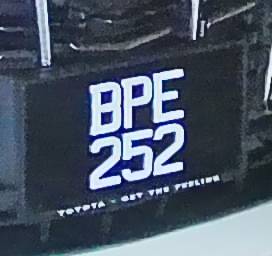 BPE
252
TOYOTA - GET THE FEELING